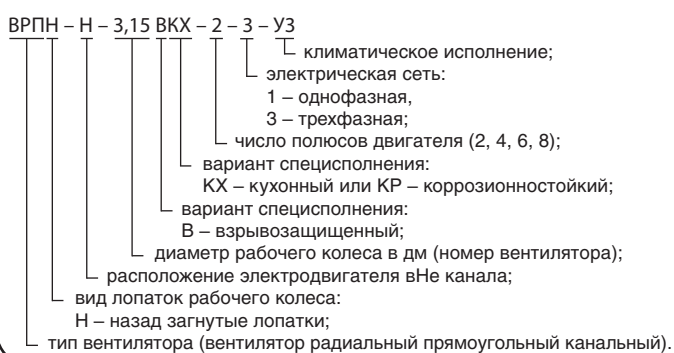 ВРПН – Н – 3,15 ВКХ – 2 – 3 – У3
климатическое исполнение;
электрическая сеть:
1 – однофазная,
3 – трехфазная;
число полюсов двигателя (2, 4, 6, 8);
вариант специсполнения:
КХ – кухонный или КР – коррозионностойкий;
вариант специсполнения:
В – взрывозащищенный;
диаметр рабочего колеса в дм (номер вентилятора);
расположение электродвигателя вНе канала;
вид лопаток рабочего колеса:
Н – назад загнутые лопатки;
тип вентилятора (вентилятор радиальный прямоугольный канальный).